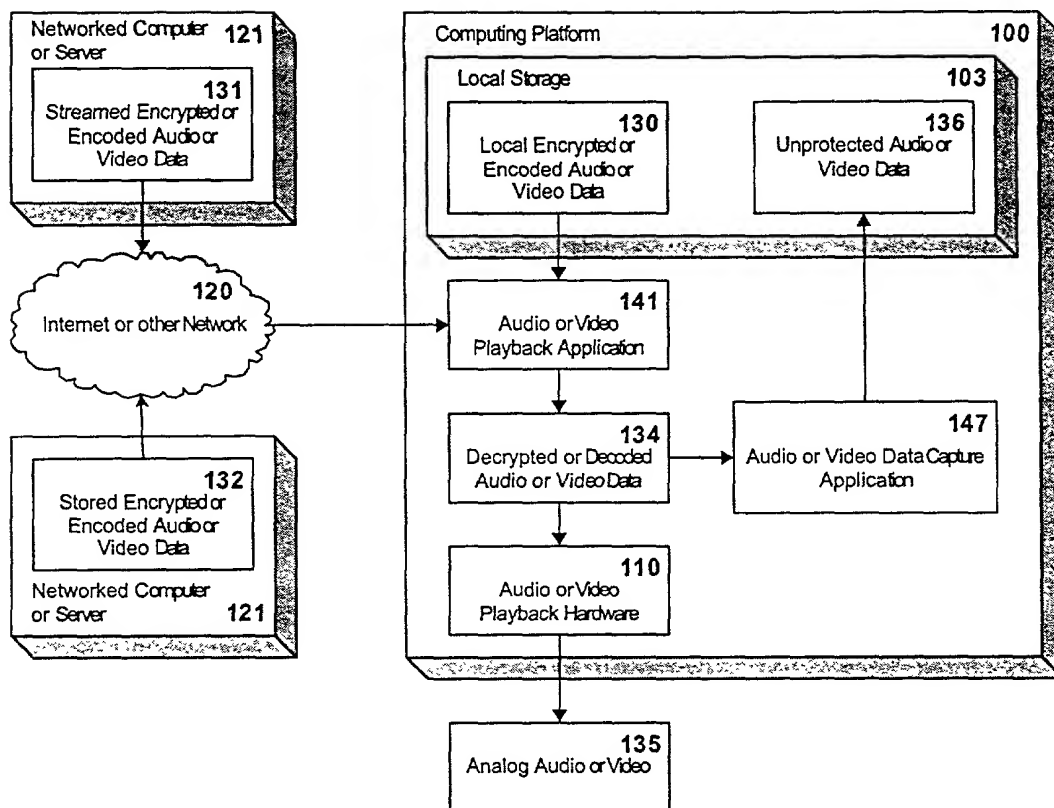 Networked Computer
or Server
121
131
Streamed Encrypted or
Encoded Audio or
Video Data
120
Internet or other Network
132
Stored Encrypted or
Encoded Audio or
Video Data
Networked Computer
or Server
121
Computing Platform
100
Local Storage
103
130
Local Encrypted or
Encoded Audio or
Video Data
136
Unprotected Audio or
Video Data
141
Audio or Video
Playback Application
134
Decrypted or Decoded
Audio or Video Data
147
Audio or Video Data Capture
Application
110
Audio or Video
Playback Hardware
135
Analog Audio or Video